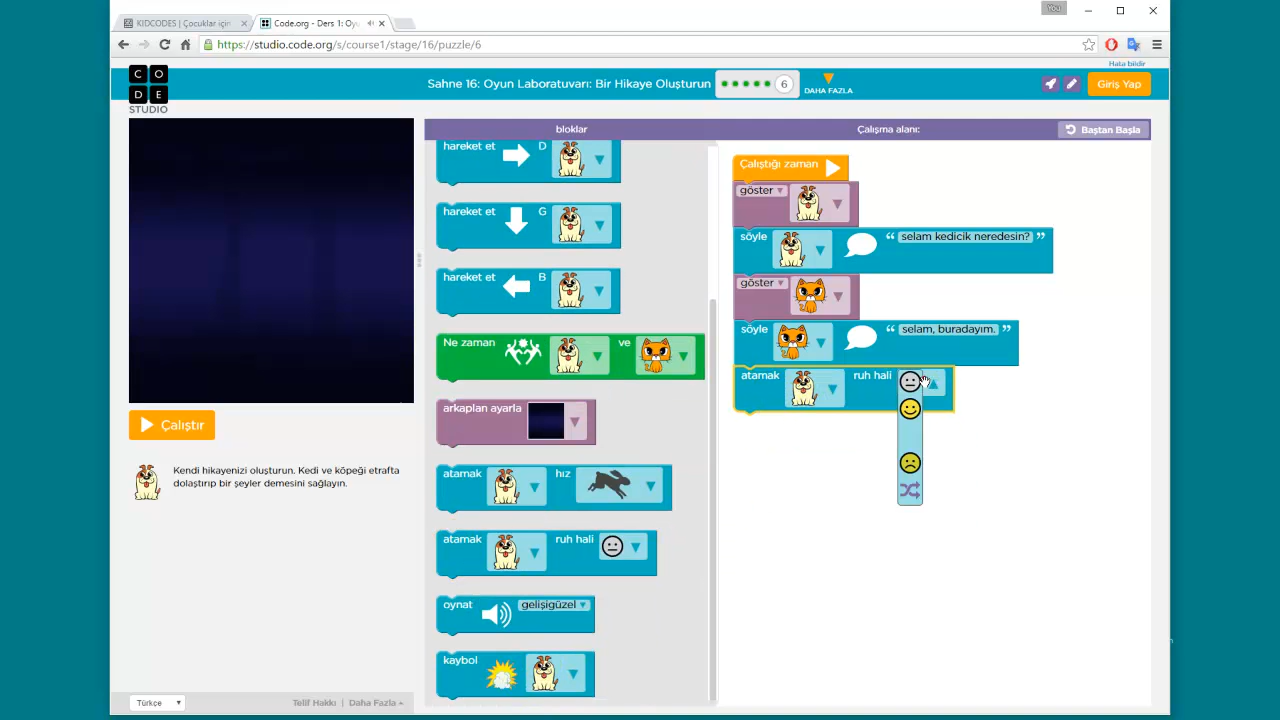 You
KIDCODES | Çocuklar için
Code.org - Ders 1: Oyu
https://studio.code.org/s/course1/stage/16/puzzle/6
Hata bildir
C O
D E
STUDIO
Sahne 16: Oyun Laboratuvarı: Bir Hikaye Oluşturun
6
DAHA FAZLA
Giriş Yap
bloklar
Çalışma alanı:
Baştan Başla
hareket et D
hareket et G
hareket et B
Ne zaman ve
arkaplan ayarla
atamak hız
atamak ruh hali
oynat gelişigüzel
kaybol
Çalıştığı zaman
göster
söyle “ selam kedicik neredesin? ”
göster
söyle “ selam, buradayım. ”
atamak ruh hali
Çalıştır
Kendi hikayenizi oluşturun. Kedi ve köpeği etrafta
dolaştırıp bir şeyler demesini sağlayın.
Türkçe
Telif Hakkı | Daha Fazla